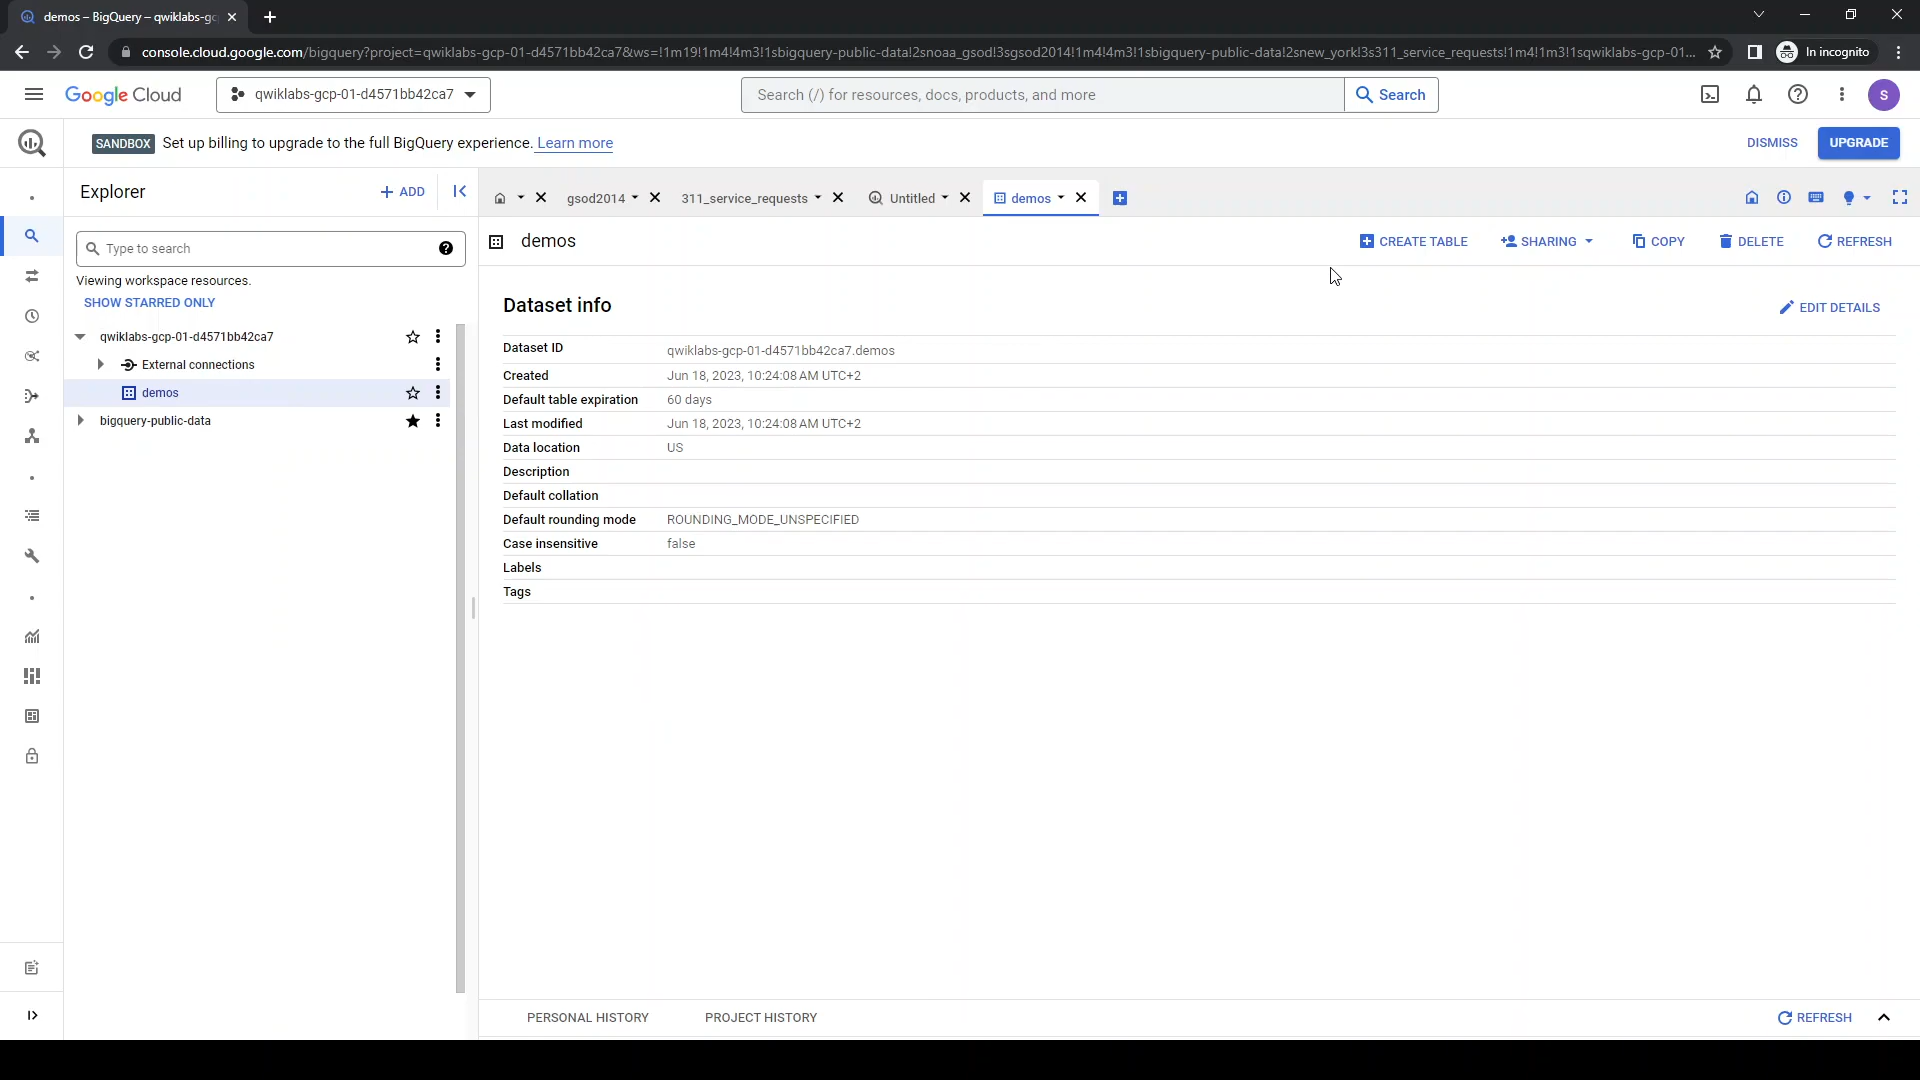 demos – BigQuery – qwiklabs-gc
console.cloud.google.com/bigquery?project=qwiklabs-gcp-01-d4571bb42ca7&ws=!1m19!1m4!4m3!1sbigquery-public-data!2snoaa_gsod!3sgsod2014!1m4!4m3!1sbigquery-public-data!2snew_york!3s311_service_requests!1m4!1m3!1sqwiklabs-gcp-01...
In incognito
Google Cloud
qwiklabs-gcp-01-d4571bb42ca7
Search (/) for resources, docs, products, and more
Search
S
SANDBOX Set up billing to upgrade to the full BigQuery experience. Learn more
DISMISS
UPGRADE
Explorer
ADD
gsod2014
311_service_requests
Untitled
demos
Type to search
demos
CREATE TABLE
SHARING
COPY
DELETE
REFRESH
Viewing workspace resources.
SHOW STARRED ONLY
qwiklabs-gcp-01-d4571bb42ca7
External connections
demos
bigquery-public-data
Dataset info
EDIT DETAILS
Dataset ID qwiklabs-gcp-01-d4571bb42ca7.demos
Created Jun 18, 2023, 10:24:08 AM UTC+2
Default table expiration 60 days
Last modified Jun 18, 2023, 10:24:08 AM UTC+2
Data location US
Description
Default collation
Default rounding mode ROUNDING_MODE_UNSPECIFIED
Case insensitive false
Labels
Tags
PERSONAL HISTORY
PROJECT HISTORY
REFRESH